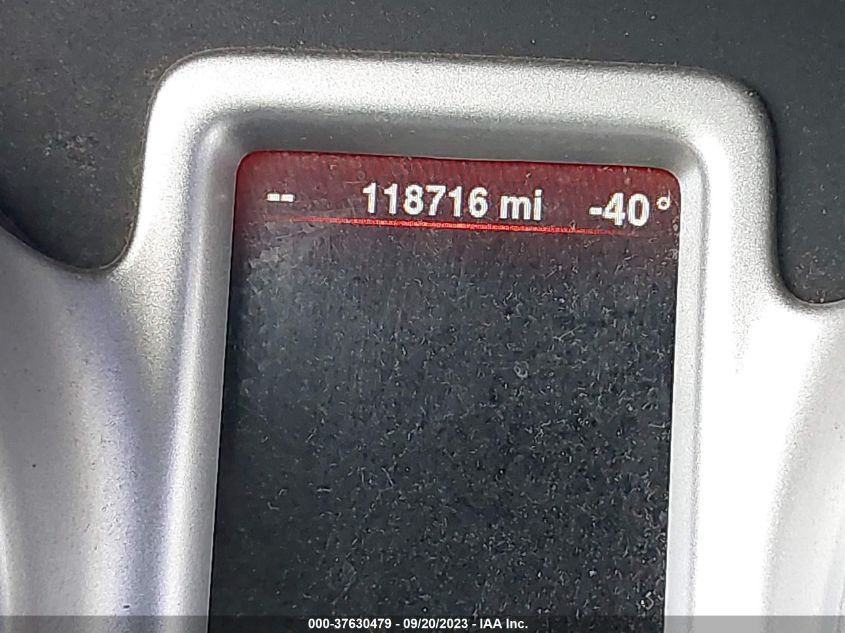 -- 118716 mi -40°
000-37630479 - 09/20/2023 - IAA Inc.